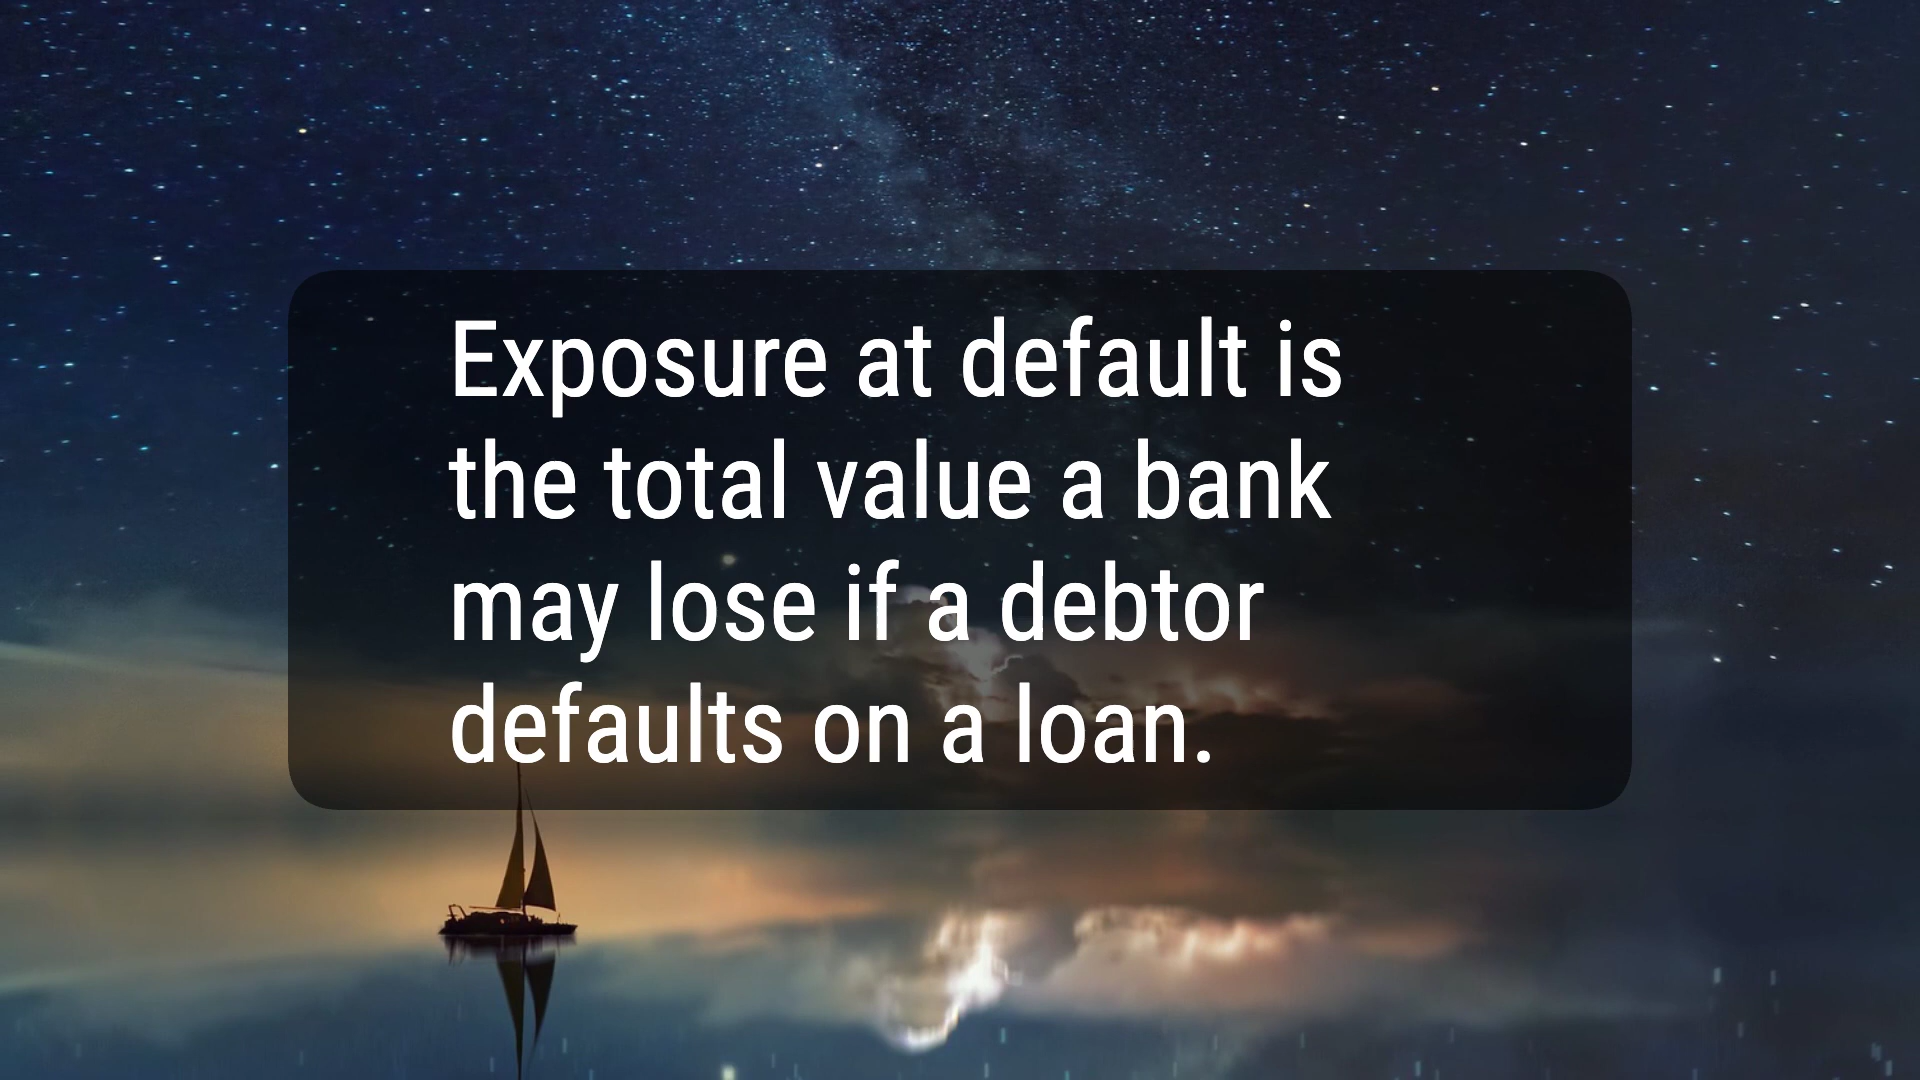 Exposure at default is
the total value a bank
may lose if a debtor
defaults on a loan.